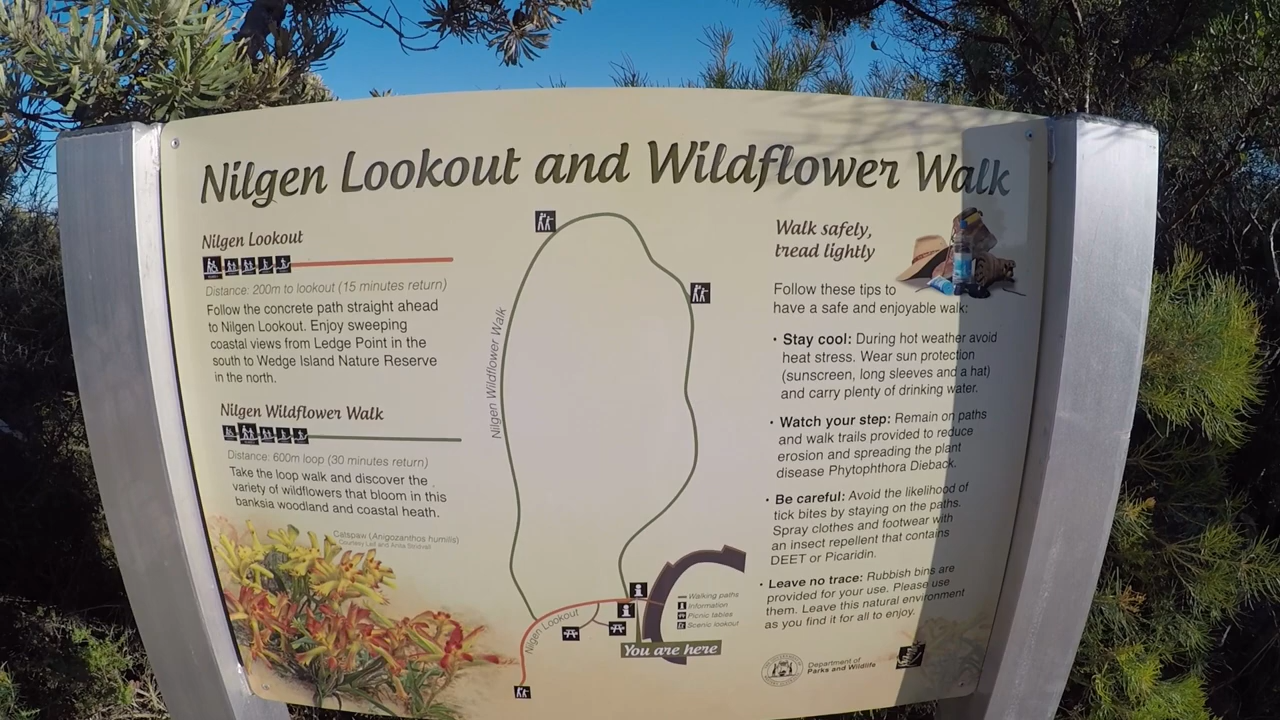 Nilgen Lookout and Wildflower Walk
Nilgen Lookout
Distance: 200m to lookout (15 minutes return)
Follow the concrete path straight ahead
to Nilgen Lookout. Enjoy sweeping
coastal views from Ledge Point in the
south to Wedge Island Nature Reserve
in the north.
Nilgen Wildflower Walk
Distance: 600m loop (30 minutes return)
Take the loop walk and discover the
variety of wildflowers that bloom in this
banksia woodland and coastal heath.
Catspaw (Anigozanthos humilis)
Courtesy Leif and Anita
Nilgen Wildflower Walk
Nilgen Lookout
You are here
Walking paths
Information
Picnic tables
Scenic lookout
Walk safely,
tread lightly
Follow these tips to
have a safe and enjoyable walk:
• Stay cool: During hot weather avoid
heat stress. Wear sun protection
(sunscreen, long sleeves and a hat)
and carry plenty of drinking water.
• Watch your step: Remain on paths
and walk trails provided to reduce
erosion and spreading the plant
disease Phytophthora Dieback.
• Be careful: Avoid the likelihood of
tick bites by staying on the paths.
Spray clothes and footwear with
an insect repellent that contains
DEET or Picaridin.
• Leave no trace: Rubbish bins are
provided for your use. Please use
them. Leave this natural environment
as you find it for all to enjoy.
Department of
Parks and Wildlife